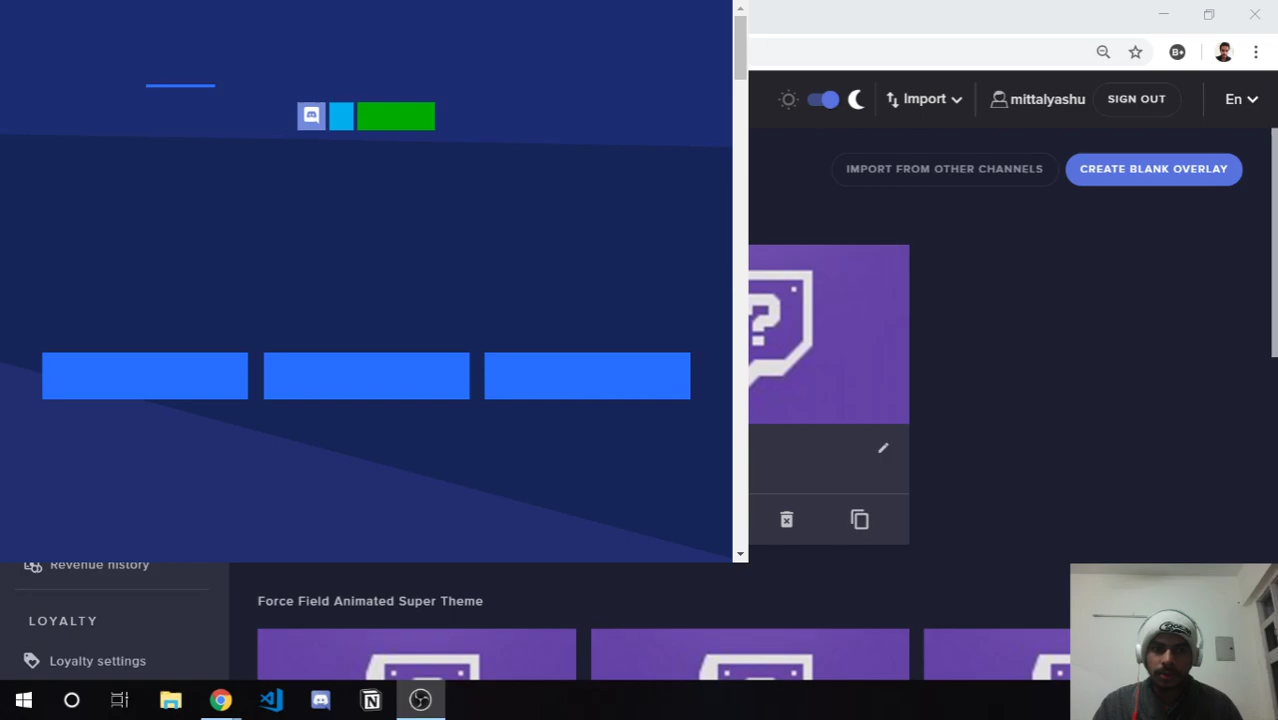 Import
mittalyashu
SIGN OUT
En
IMPORT FROM OTHER CHANNELS
CREATE BLANK OVERLAY
Revenue history
LOYALTY
Loyalty settings
Force Field Animated Super Theme